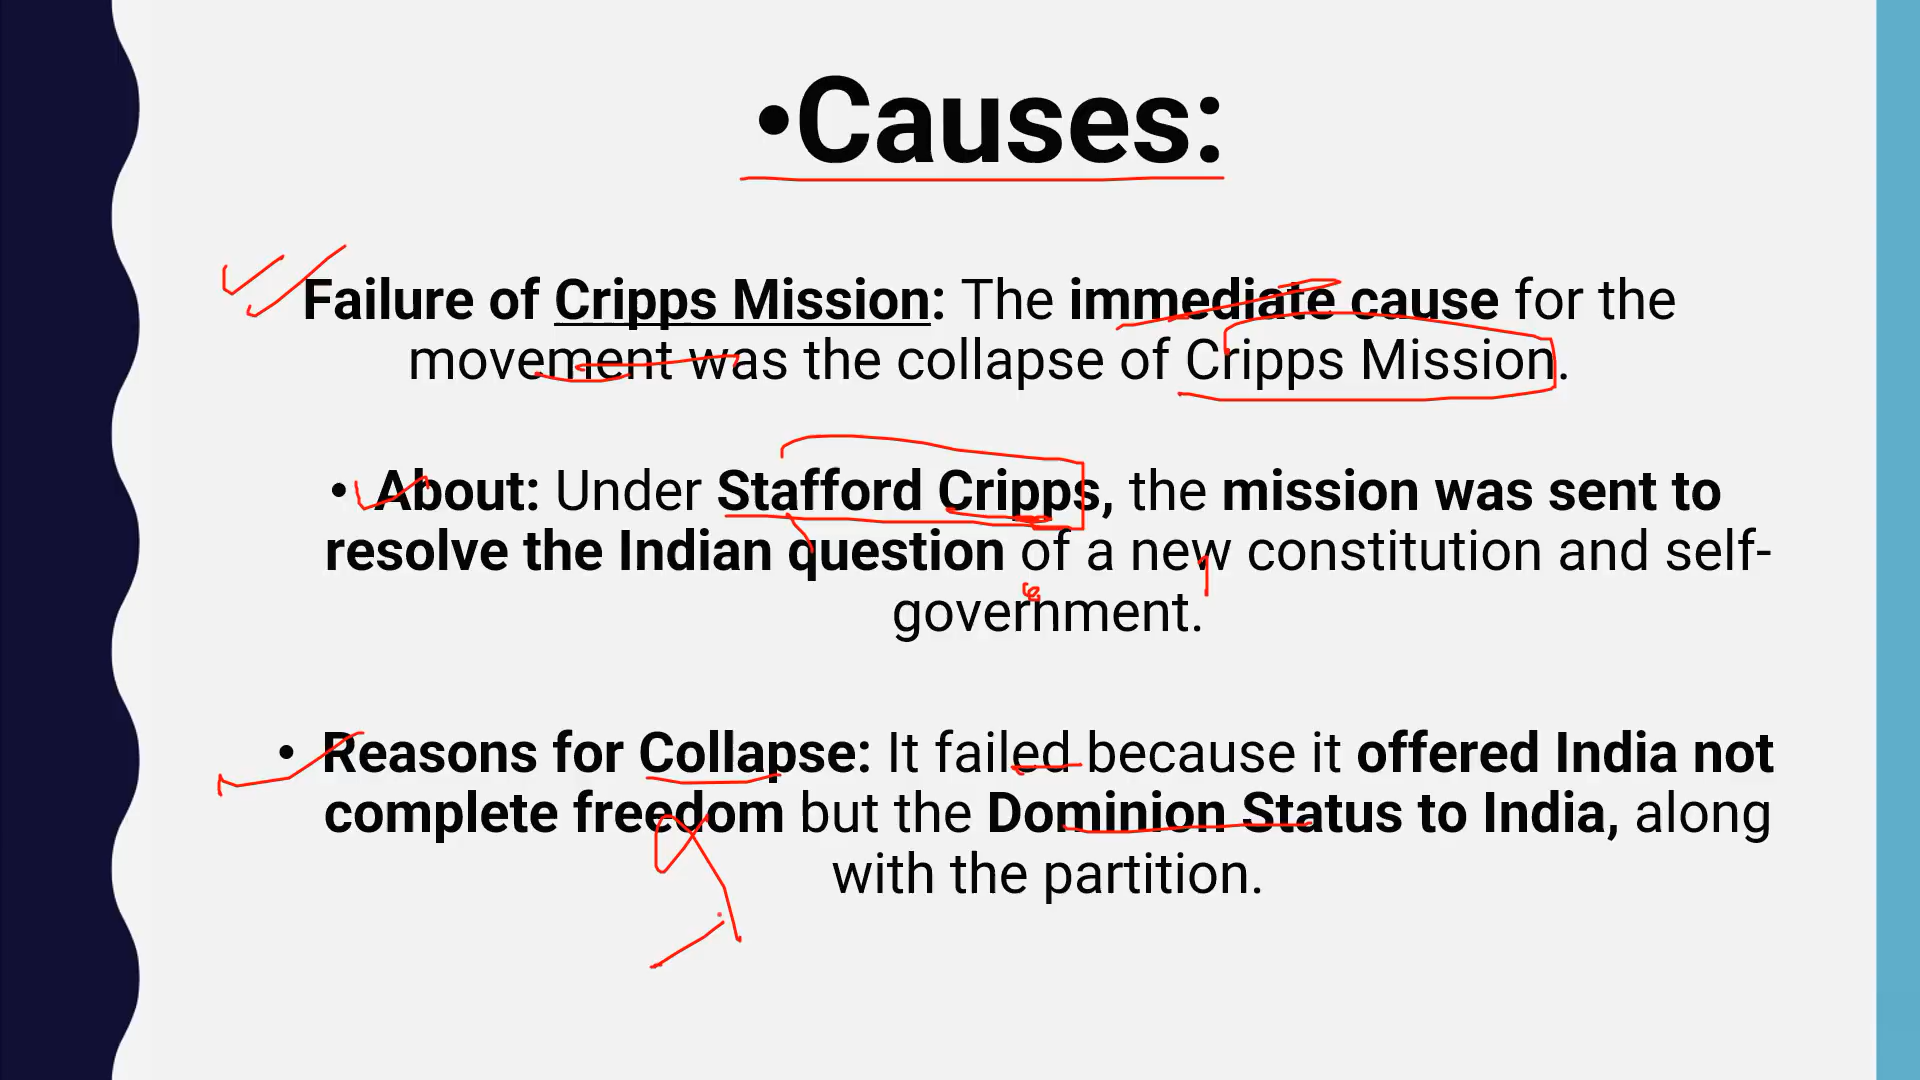 •Causes:
Failure of Cripps Mission: The immediate cause for the
movement was the collapse of Cripps Mission.
• About: Under Stafford Cripps, the mission was sent to
resolve the Indian question of a new constitution and self-
government.
• Reasons for Collapse: It failed because it offered India not
complete freedom but the Dominion Status to India, along
with the partition.